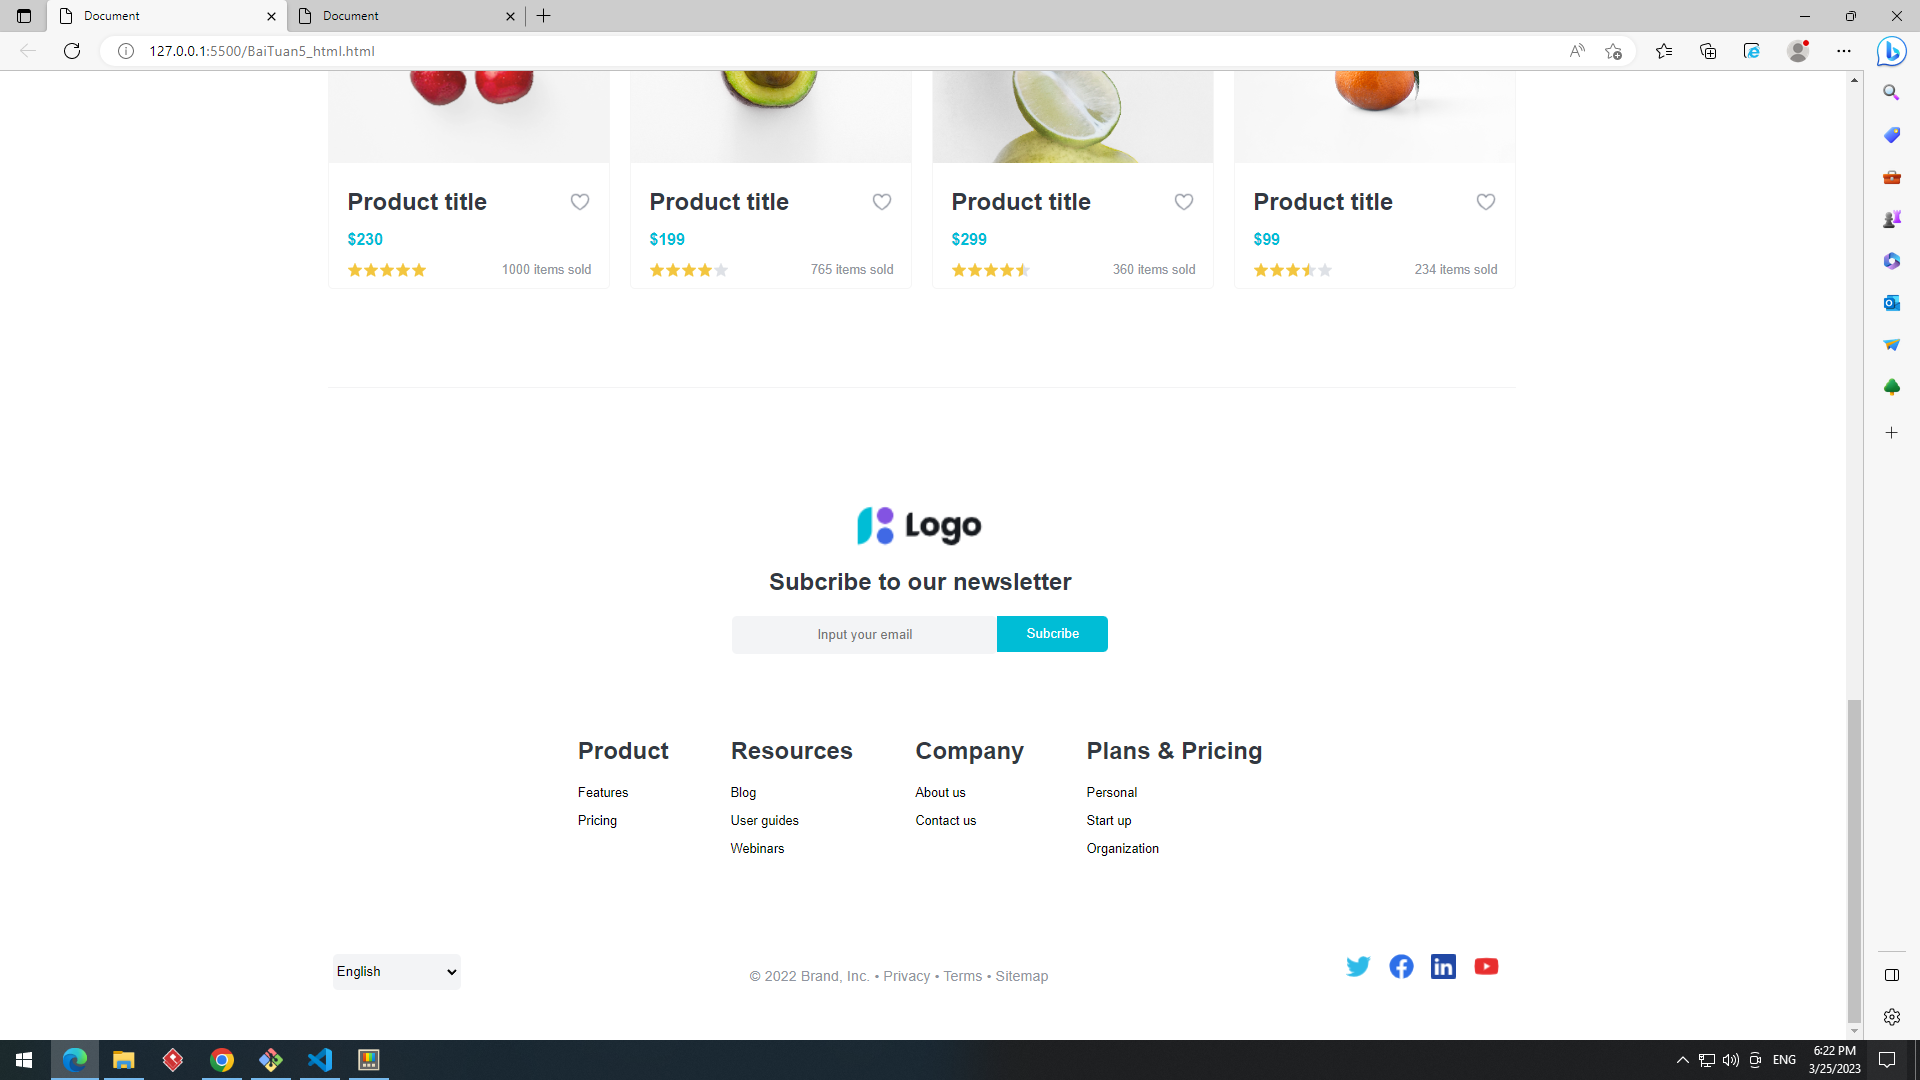 Document
Document
127.0.0.1:5500/BaiTuan5_html.html
Product title
$230
1000 items sold
Product title
$199
765 items sold
Product title
$299
360 items sold
Product title
$99
234 items sold
Logo
Subcribe to our newsletter
Input your email
Subcribe
Product
Features
Pricing
Resources
Blog
User guides
Webinars
Company
About us
Contact us
Plans & Pricing
Personal
Start up
Organization
English
© 2022 Brand, Inc. • Privacy • Terms • Sitemap
ENG
6:22 PM
3/25/2023